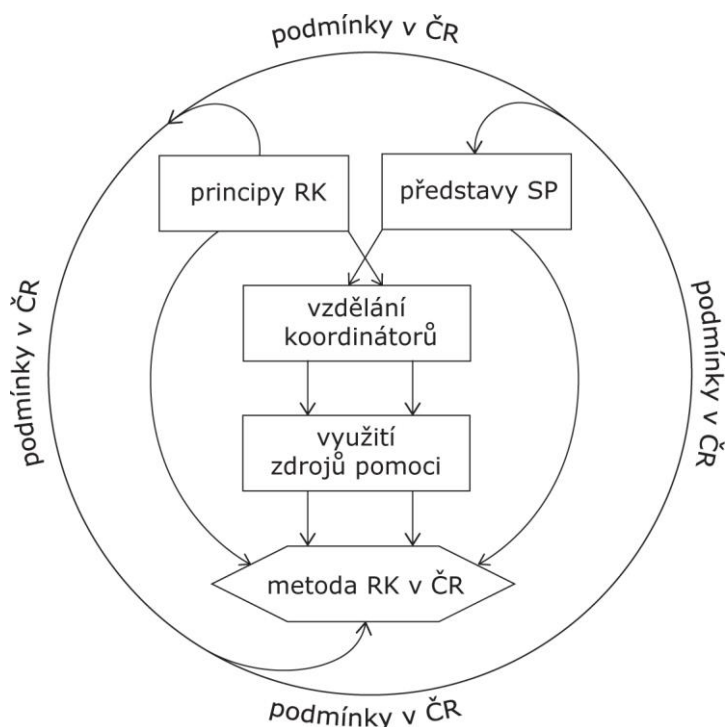 podmínky v ČR
principy RK
představy SP
vzdělání
koordinátorů
podmínky v ČR
podmínky v ČR
využití
zdrojů pomoci
metoda RK v ČR
podmínky v ČR